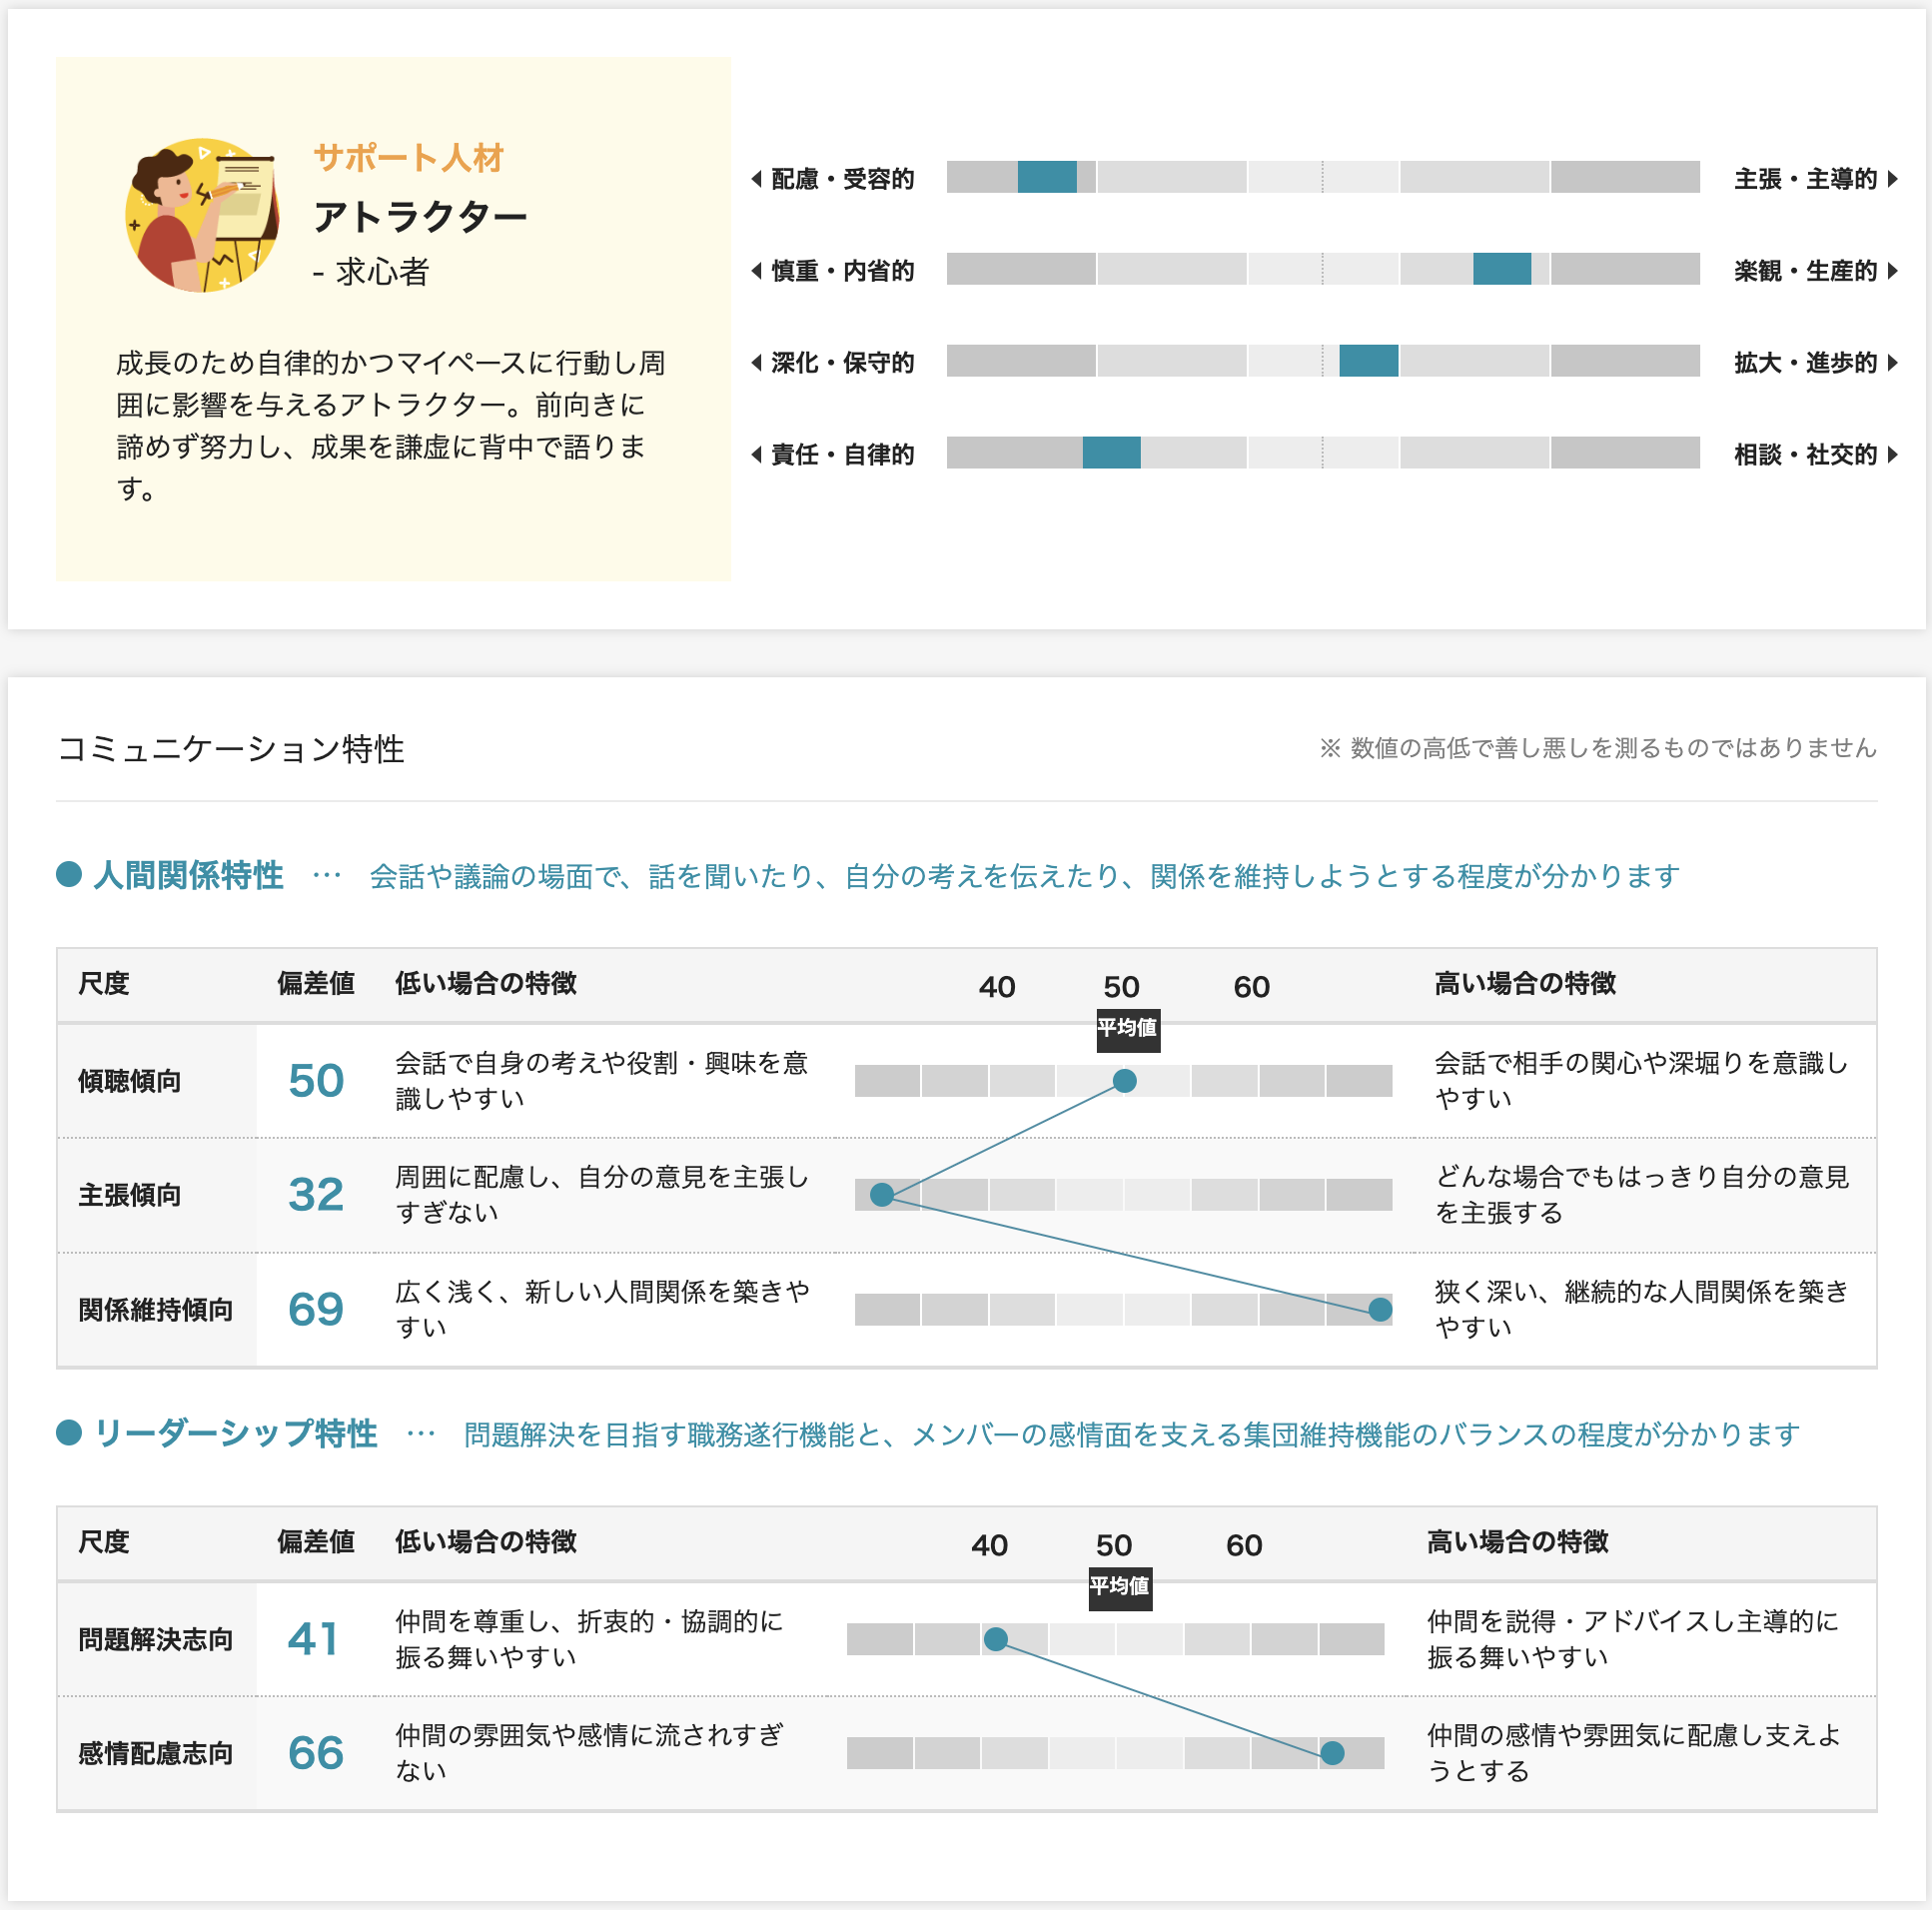 サポート人材
アトラクター
- 求心者
成長のため自律的かつマイペースに行動し周
囲に影響を与えるアトラクター。前向きに
諦めず努力し、成果を謙虚に背中で語りま
す。
配慮・受容的 主張・主導的
慎重・内省的 楽観・生産的
深化・保守的 拡大・進歩的
責任・自律的 相談・社交的
コミュニケーション特性
※ 数値の高低で善し悪しを測るものではありません
人間関係特性 … 会話や議論の場面で、話を聞いたり、自分の考えを伝えたり、関係を維持しようとする程度が分かります
尺度 偏差値 低い場合の特徴 40 50 60 高い場合の特徴
平均値
傾聴傾向 50
会話で自身の考えや役割・興味を意
識しやすい
会話で相手の関心や深堀りを意識し
やすい
主張傾向 32
周囲に配慮し、自分の意見を主張し
すぎない
どんな場合でもはっきり自分の意見
を主張する
関係維持傾向 69
広く浅く、新しい人間関係を築きや
すい
狭く深い、継続的な人間関係を築き
やすい
リーダーシップ特性 … 問題解決を目指す職務遂行機能と、メンバーの感情面を支える集団維持機能のバランスの程度が分かります
尺度 偏差値 低い場合の特徴 40 50 60 高い場合の特徴
平均値
問題解決志向 41
仲間を尊重し、折衷的・協調的に
振る舞いやすい
仲間を説得・アドバイスし主導的に
振る舞いやすい
感情配慮志向 66
仲間の雰囲気や感情に流されすぎ
ない
仲間の感情や雰囲気に配慮し支えよ
うとする